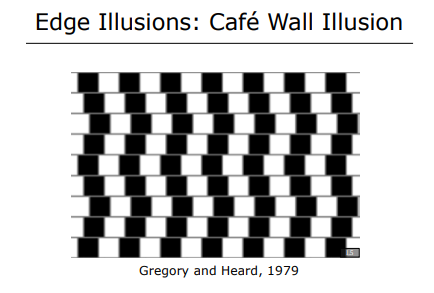 Edge Illusions: Café Wall Illusion
Gregory and Heard, 1979